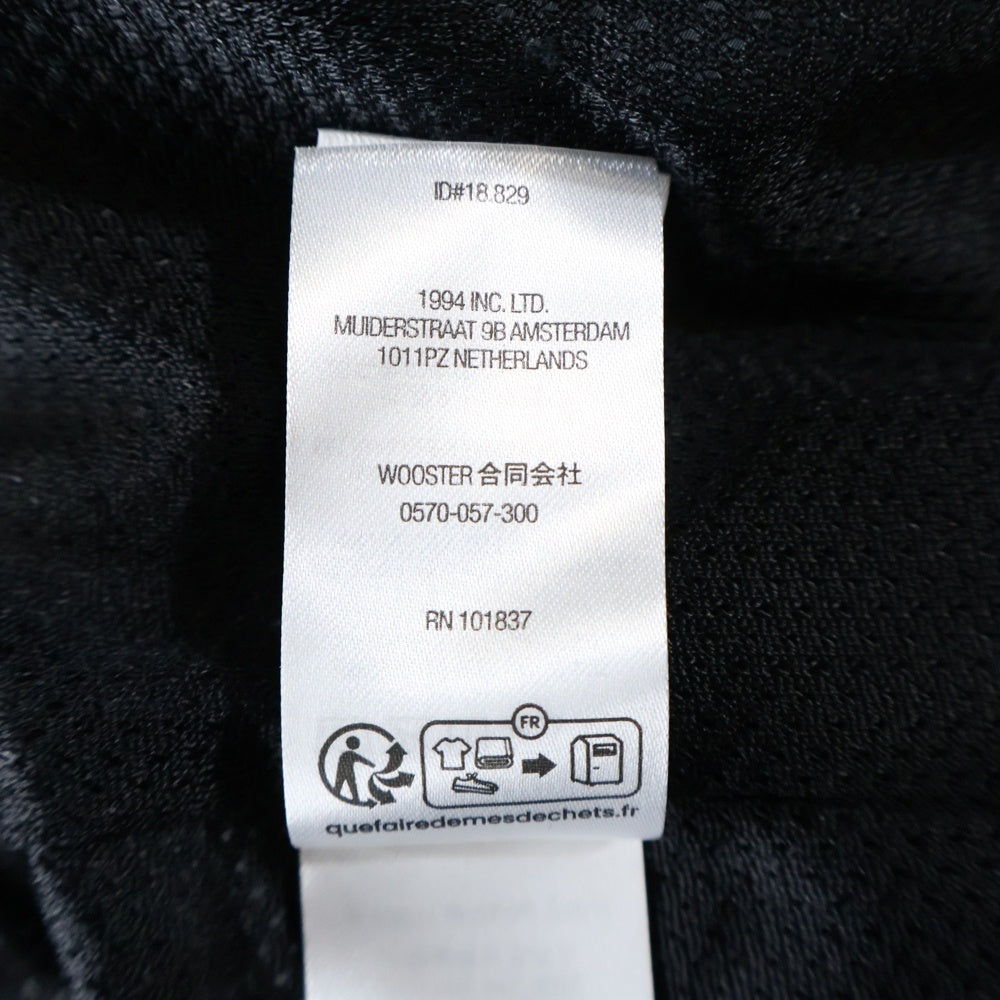 ID#18.829
1994 INC. LTD.
MUIDERSTRAAT 9B AMSTERDAM
1011PZ NETHERLANDS
WOOSTER 合同会社
0570-057-300
RN 101837
FR
quefairedemesdechets.fr